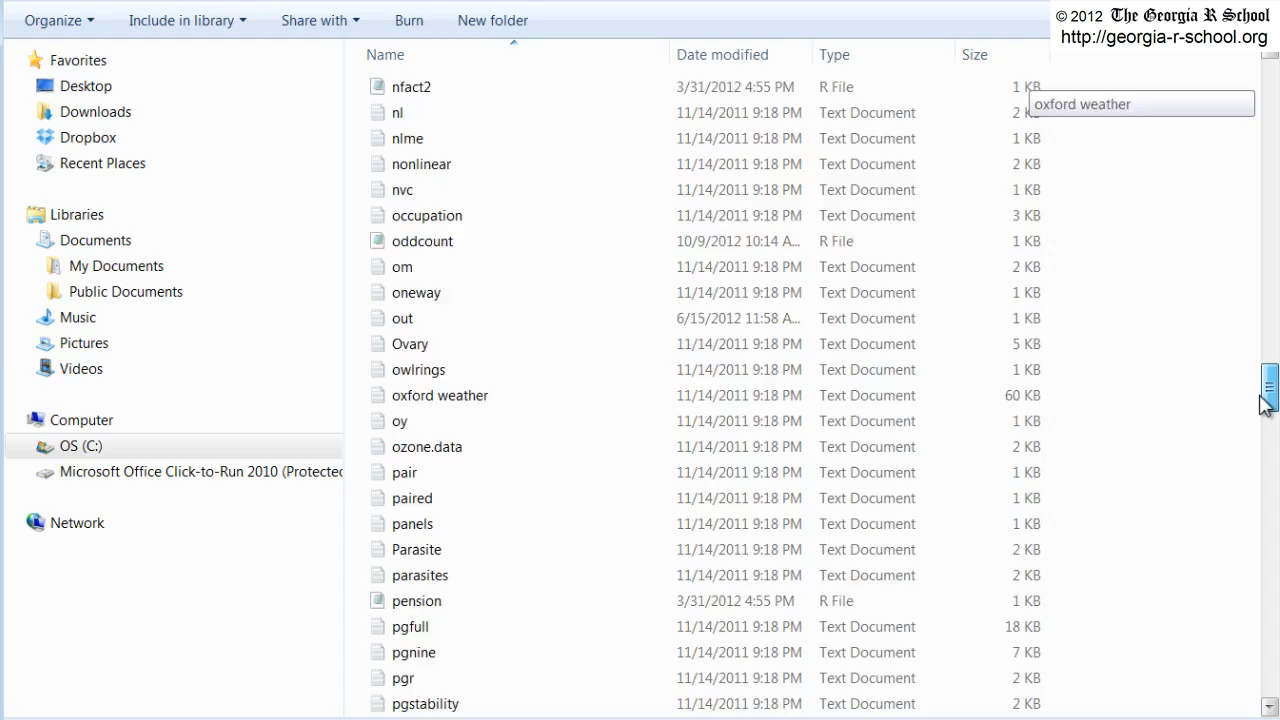 Organize Include in library Share with Burn New folder
© 2012 The Georgia R School
http://georgia-r-school.org
Name Date modified Type Size
Favorites
Desktop
Downloads
Dropbox
Recent Places
Libraries
Documents
My Documents
Public Documents
Music
Pictures
Videos
Computer
OS (C:)
Microsoft Office Click-to-Run 2010 (Protected
Network
nfact2 3/31/2012 4:55 PM R File 1 KB
oxford weather
nl 11/14/2011 9:18 PM Text Document 2 KB
nlme 11/14/2011 9:18 PM Text Document 1 KB
nonlinear 11/14/2011 9:18 PM Text Document 2 KB
nvc 11/14/2011 9:18 PM Text Document 1 KB
occupation 11/14/2011 9:18 PM Text Document 3 KB
oddcount 10/9/2012 10:14 A... R File 1 KB
om 11/14/2011 9:18 PM Text Document 2 KB
oneway 11/14/2011 9:18 PM Text Document 1 KB
out 6/15/2012 11:58 A... Text Document 1 KB
Ovary 11/14/2011 9:18 PM Text Document 5 KB
owlrings 11/14/2011 9:18 PM Text Document 1 KB
oxford weather 11/14/2011 9:18 PM Text Document 60 KB
oy 11/14/2011 9:18 PM Text Document 1 KB
ozone.data 11/14/2011 9:18 PM Text Document 2 KB
pair 11/14/2011 9:18 PM Text Document 1 KB
paired 11/14/2011 9:18 PM Text Document 1 KB
panels 11/14/2011 9:18 PM Text Document 1 KB
Parasite 11/14/2011 9:18 PM Text Document 2 KB
parasites 11/14/2011 9:18 PM Text Document 2 KB
pension 3/31/2012 4:55 PM R File 1 KB
pgfull 11/14/2011 9:18 PM Text Document 18 KB
pgnine 11/14/2011 9:18 PM Text Document 7 KB
pgr 11/14/2011 9:18 PM Text Document 2 KB
pgstability 11/14/2011 9:18 PM Text Document 2 KB